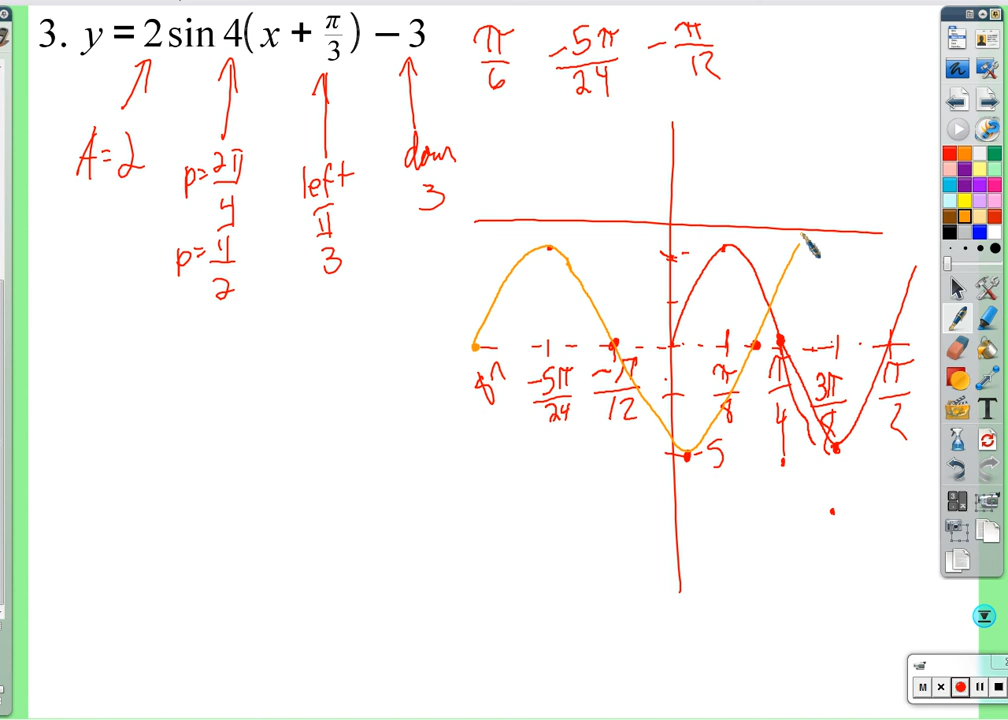 3. y = 2 sin 4(x + π/3) − 3
π/6 -5π/24 -π/12
A=2
p=2π/4
p=π/2
left π/3
down 3
-5π/24 -π/12 π/8 π/4 3π/8 π/2
-5
T
M